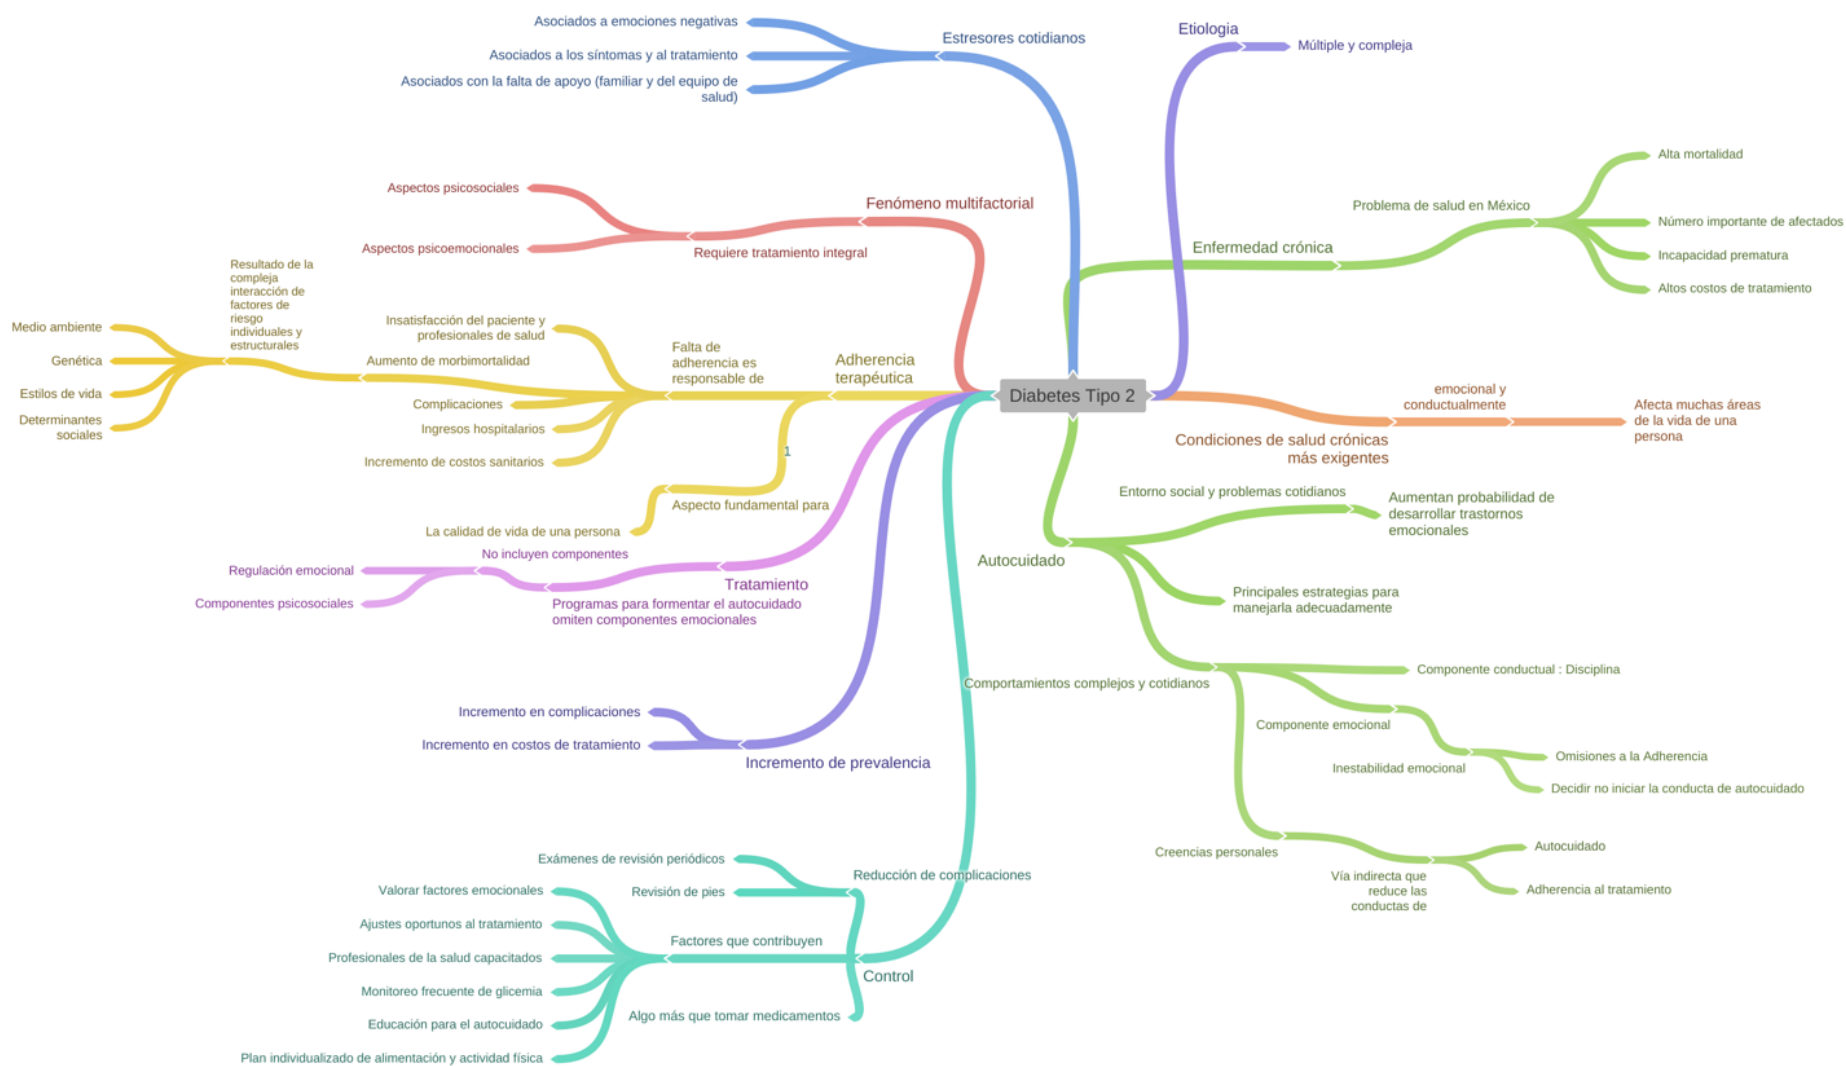 Asociados a emociones negativas
Asociados a los síntomas y al tratamiento
Asociados con la falta de apoyo (familiar y del equipo de
salud)
Estresores cotidianos
Etiologia
Múltiple y compleja
Alta mortalidad
Problema de salud en México
Número importante de afectados
Enfermedad crónica
Incapacidad prematura
Altos costos de tratamiento
Aspectos psicosociales
Fenómeno multifactorial
Aspectos psicoemocionales
Requiere tratamiento integral
Resultado de la
compleja
interacción de
factores de
riesgo
individuales y
estructurales
Medio ambiente
Genética
Estilos de vida
Determinantes
sociales
Insatisfacción del paciente y
profesionales de salud
Aumento de morbimortalidad
Complicaciones
Ingresos hospitalarios
Incremento de costos sanitarios
Falta de
adherencia es
responsable de
Adherencia
terapéutica
1
Aspecto fundamental para
La calidad de vida de una persona
Diabetes Tipo 2
emocional y
conductualmente
Afecta muchas áreas
de la vida de una
persona
Condiciones de salud crónicas
más exigentes
Entorno social y problemas cotidianos
Aumentan probabilidad de
desarrollar trastornos
emocionales
Autocuidado
Principales estrategias para
manejarla adecuadamente
No incluyen componentes
Regulación emocional
Componentes psicosociales
Tratamiento
Programas para formentar el autocuidado
omiten componentes emocionales
Comportamientos complejos y cotidianos
Componente conductual : Disciplina
Componente emocional
Inestabilidad emocional
Omisiones a la Adherencia
Decidir no iniciar la conducta de autocuidado
Creencias personales
Vía indirecta que
reduce las
conductas de
Autocuidado
Adherencia al tratamiento
Incremento en complicaciones
Incremento en costos de tratamiento
Incremento de prevalencia
Exámenes de revisión periódicos
Revisión de pies
Reducción de complicaciones
Valorar factores emocionales
Ajustes oportunos al tratamiento
Profesionales de la salud capacitados
Monitoreo frecuente de glicemia
Educación para el autocuidado
Plan individualizado de alimentación y actividad física
Factores que contribuyen
Control
Algo más que tomar medicamentos